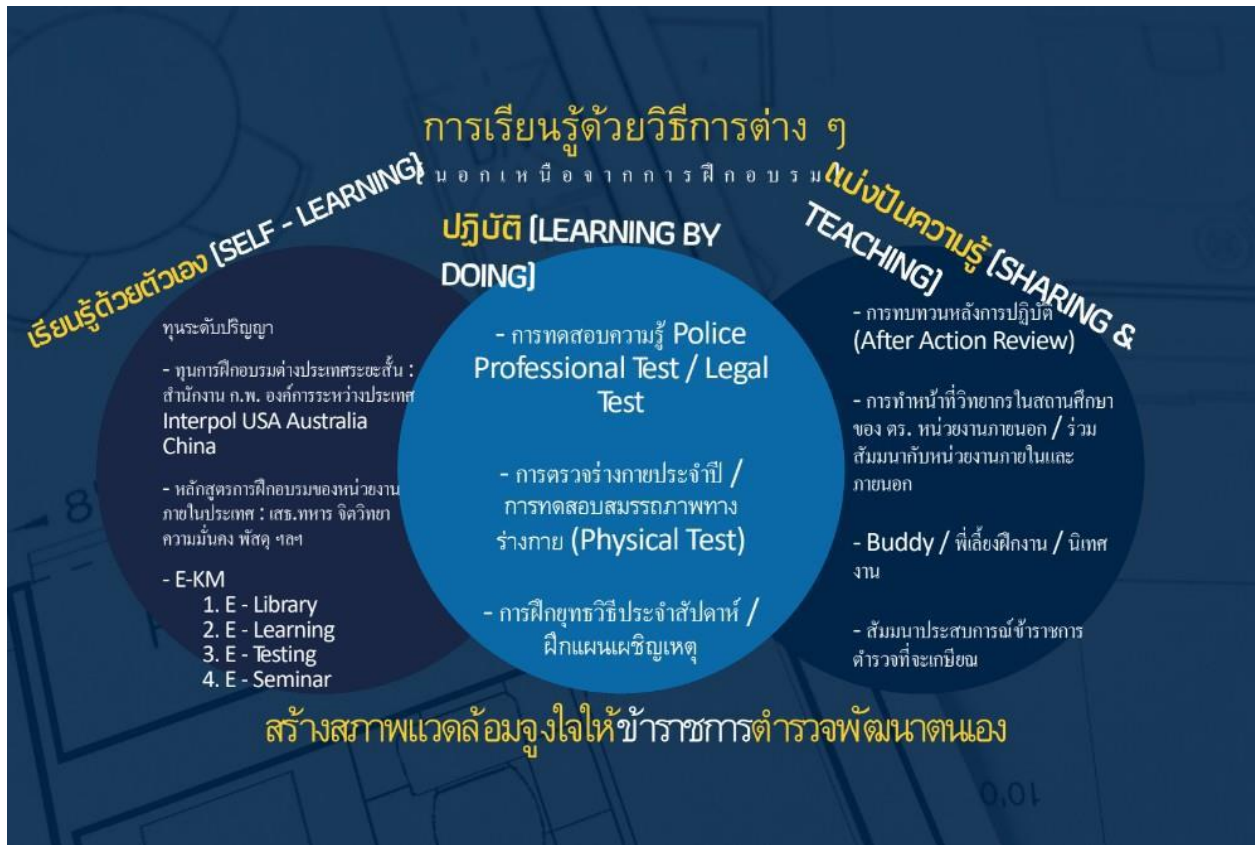 การเรียนรู้ด้วยวิธีการต่าง ๆ
นอกเหนือจากการฝึกอบรม
เรียนรู้ด้วยตัวเอง (SELF - LEARNING)
ทุนระดับปริญญา
- ทุนการฝึกอบรมต่างประเทศระยะสั้น :
สำนักงาน ก.พ. องค์การระหว่างประเทศ
Interpol USA Australia
China
- หลักสูตรการฝึกอบรมของหน่วยงาน
ภายในประเทศ : เสธ.ทหาร จิตวิทยา
ความมั่นคง พัสดุ ฯลฯ
- E-KM
1. E - Library
2. E - Learning
3. E - Testing
4. E - Seminar
ปฏิบัติ (LEARNING BY
DOING)
- การทดสอบความรู้ Police
Professional Test / Legal
Test
- การตรวจร่างกายประจำปี /
การทดสอบสมรรถภาพทาง
ร่างกาย (Physical Test)
- การฝึกยุทธวิธีประจำสัปดาห์ /
ฝึกแผนเผชิญเหตุ
แบ่งปันความรู้ (SHARING &
TEACHING)
- การทบทวนหลังการปฏิบัติ
(After Action Review)
- การทำหน้าที่วิทยากรในสถานศึกษา
ของ ตร. หน่วยงานภายนอก / ร่วม
สัมมนากับหน่วยงานภายในและ
ภายนอก
- Buddy / พี่เลี้ยงฝึกงาน / นิเทศ
งาน
- สัมมนาประสบการณ์ข้าราชการ
ตำรวจที่จะเกษียณ
สร้างสภาพแวดล้อมจูงใจให้ข้าราชการตำรวจพัฒนาตนเอง
10,01